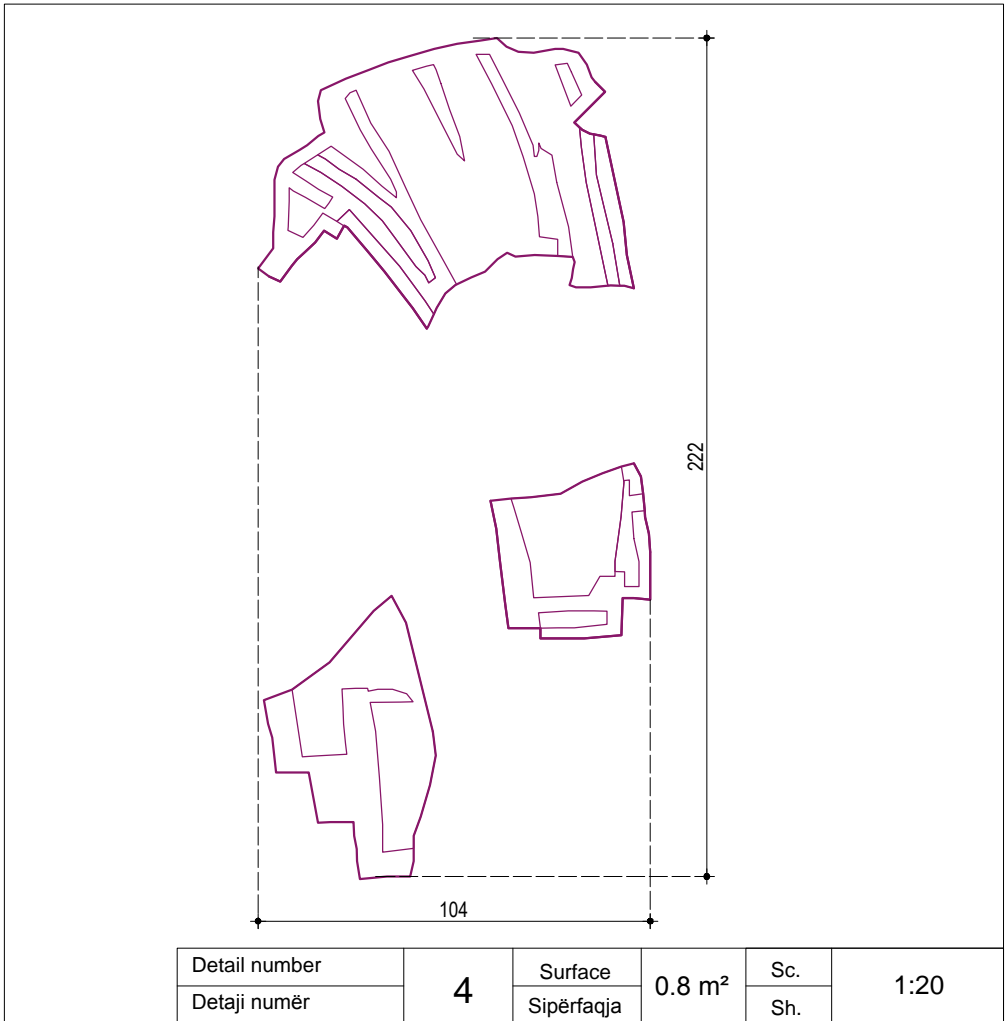 222
104
Detail number
Detaji numër
4
Surface
Sipërfaqja
0.8 m²
Sc.
Sh.
1:20